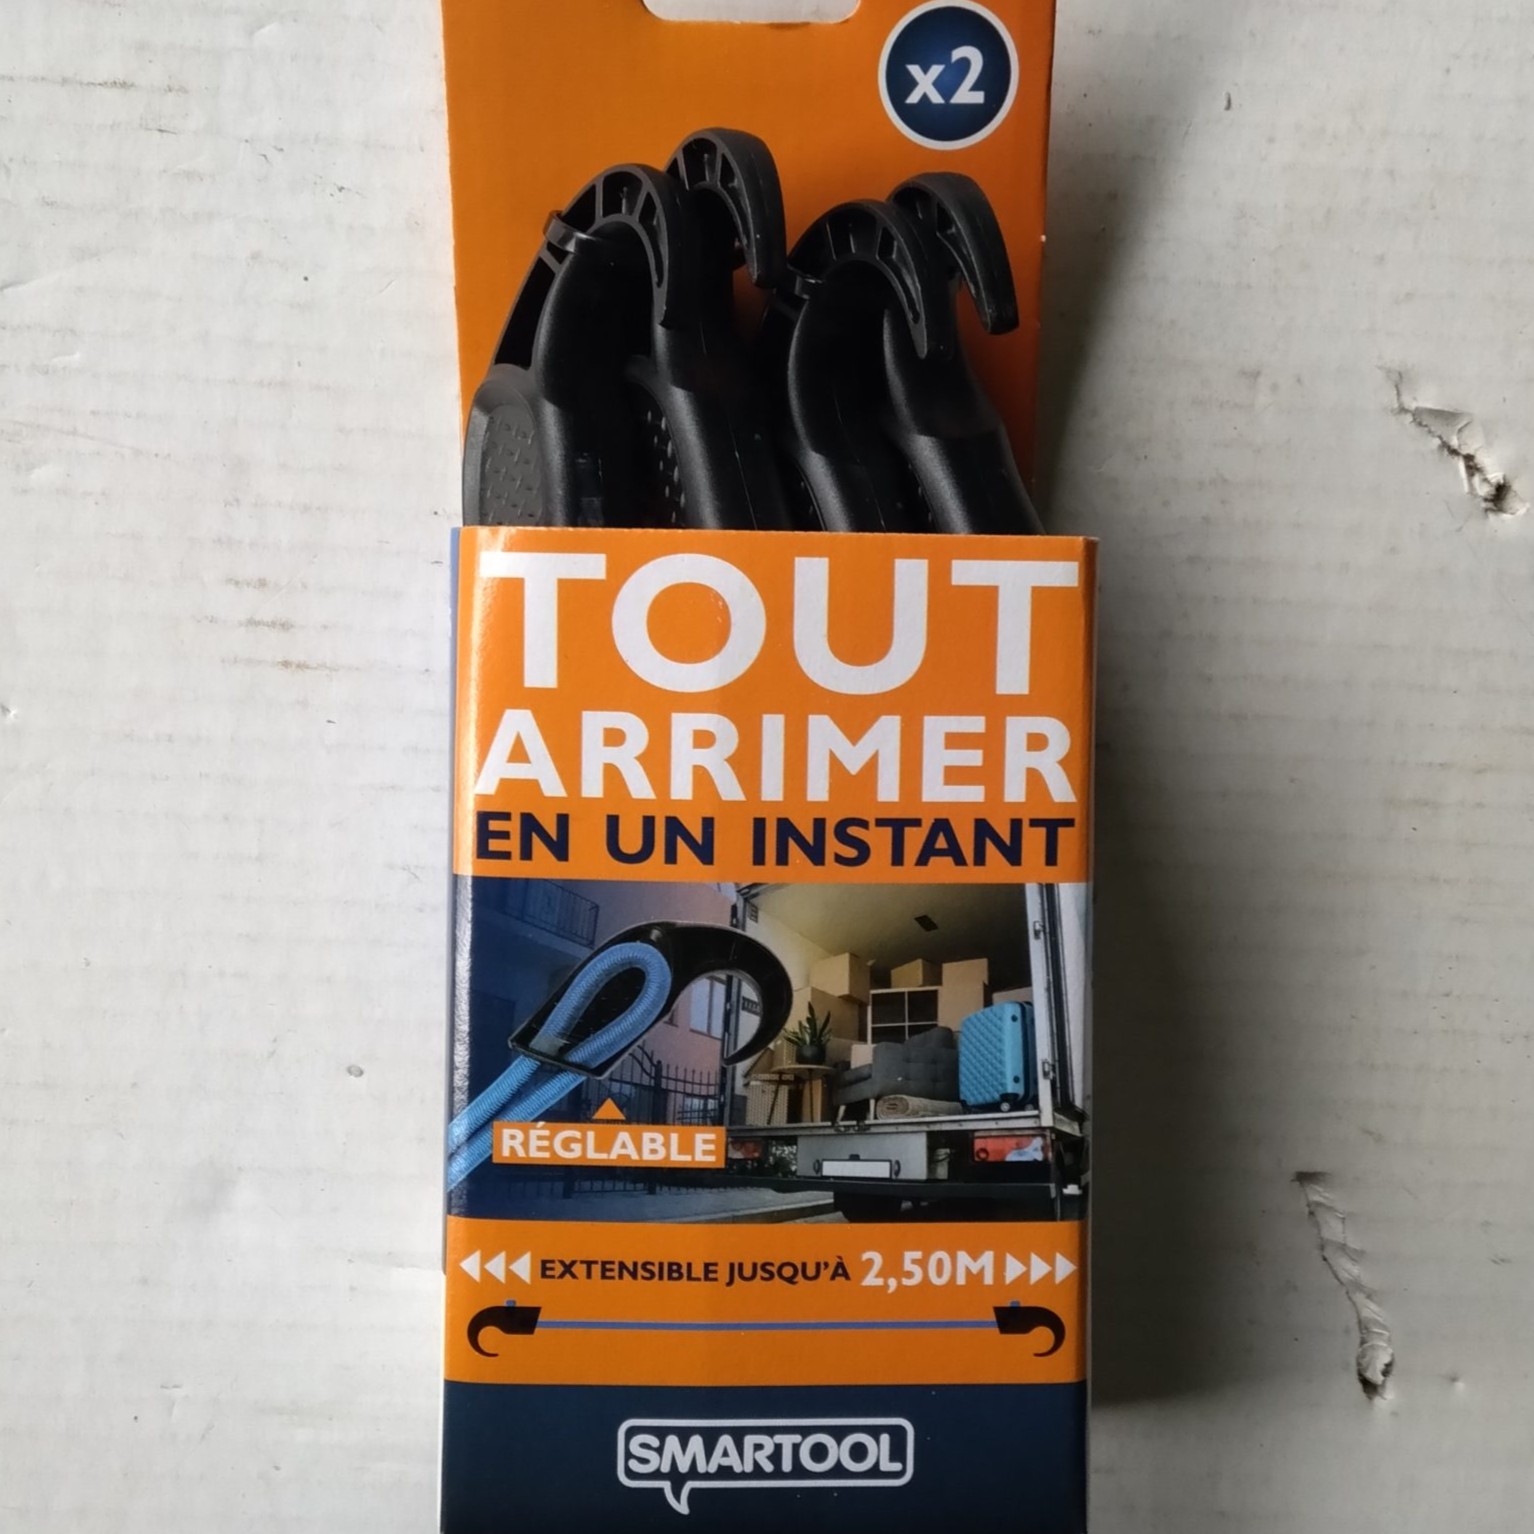 x2
TOUT
ARRIMER
EN UN INSTANT
RÉGLABLE
EXTENSIBLE JUSQU'À 2,50M
SMARTOOL